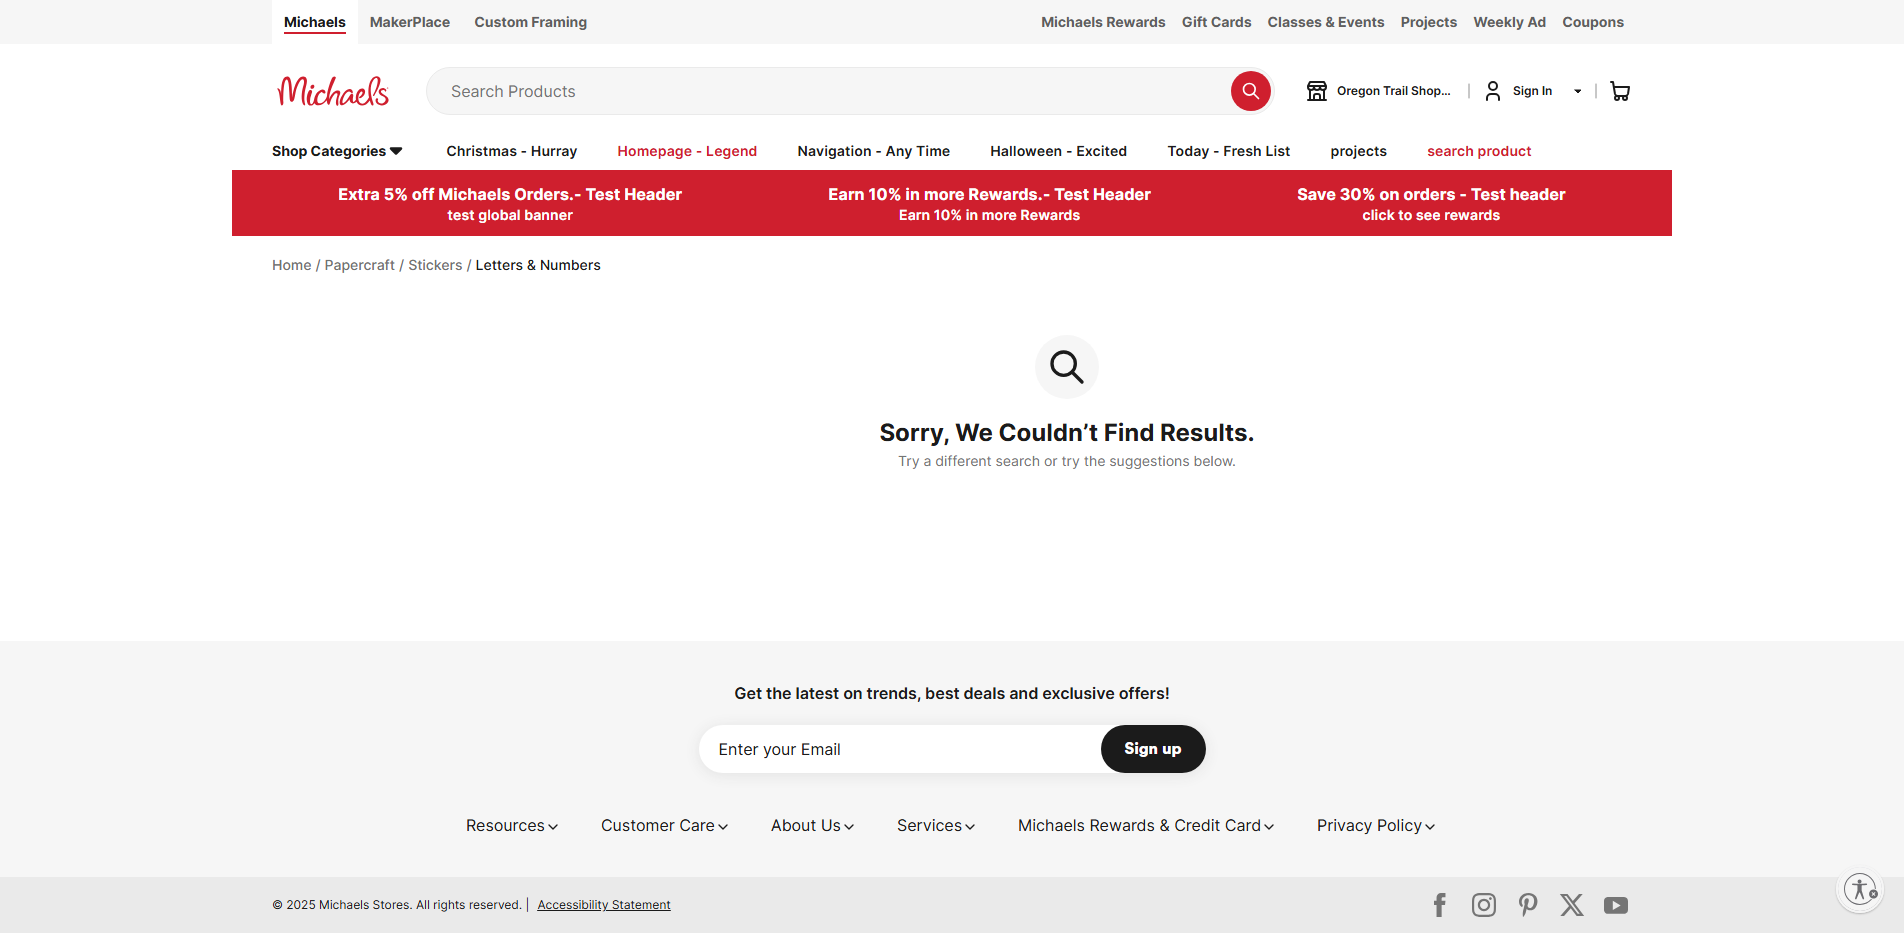 Michaels MakerPlace Custom Framing Michaels Rewards Gift Cards Classes & Events Projects Weekly Ad Coupons
Michaels Search Products Oregon Trail Shop... | Sign In |
Shop Categories Christmas - Hurray Homepage - Legend Navigation - Any Time Halloween - Excited Today - Fresh List projects search product
Extra 5% off Michaels Orders.- Test Header Earn 10% in more Rewards.- Test Header Save 30% on orders - Test header
test global banner Earn 10% in more Rewards click to see rewards
Home / Papercraft / Stickers / Letters & Numbers
Sorry, We Couldn’t Find Results.
Try a different search or try the suggestions below.
Get the latest on trends, best deals and exclusive offers!
Enter your Email Sign up
Resources Customer Care About Us Services Michaels Rewards & Credit Card Privacy Policy
© 2025 Michaels Stores. All rights reserved. | Accessibility Statement